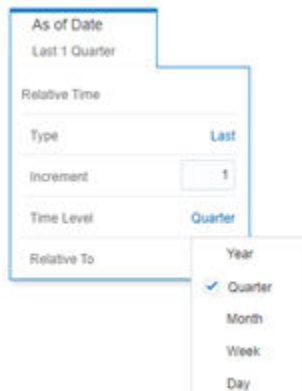 As of Date
Last 1 Quarter
Relative Time
Type Last
Increment 1
Time Level Quarter
Relative To
Year
Quarter
Month
Week
Day